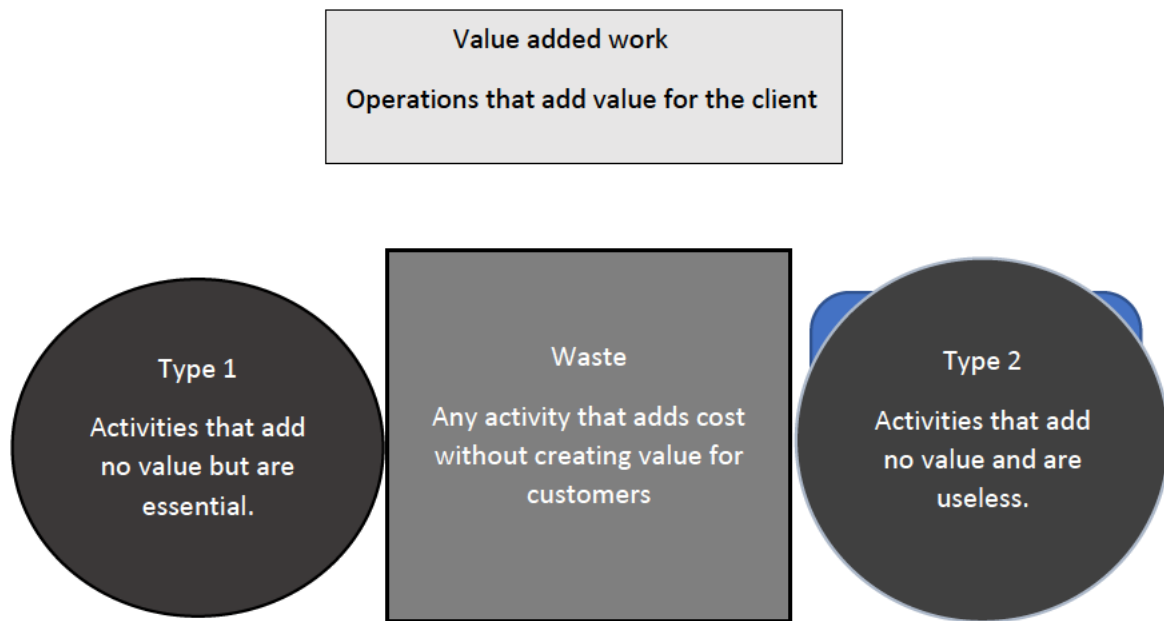 Value added work
Operations that add value for the client
Type 1
Activities that add
no value but are
essential.
Waste
Any activity that adds cost
without creating value for
customers
Type 2
Activities that add
no value and are
useless.